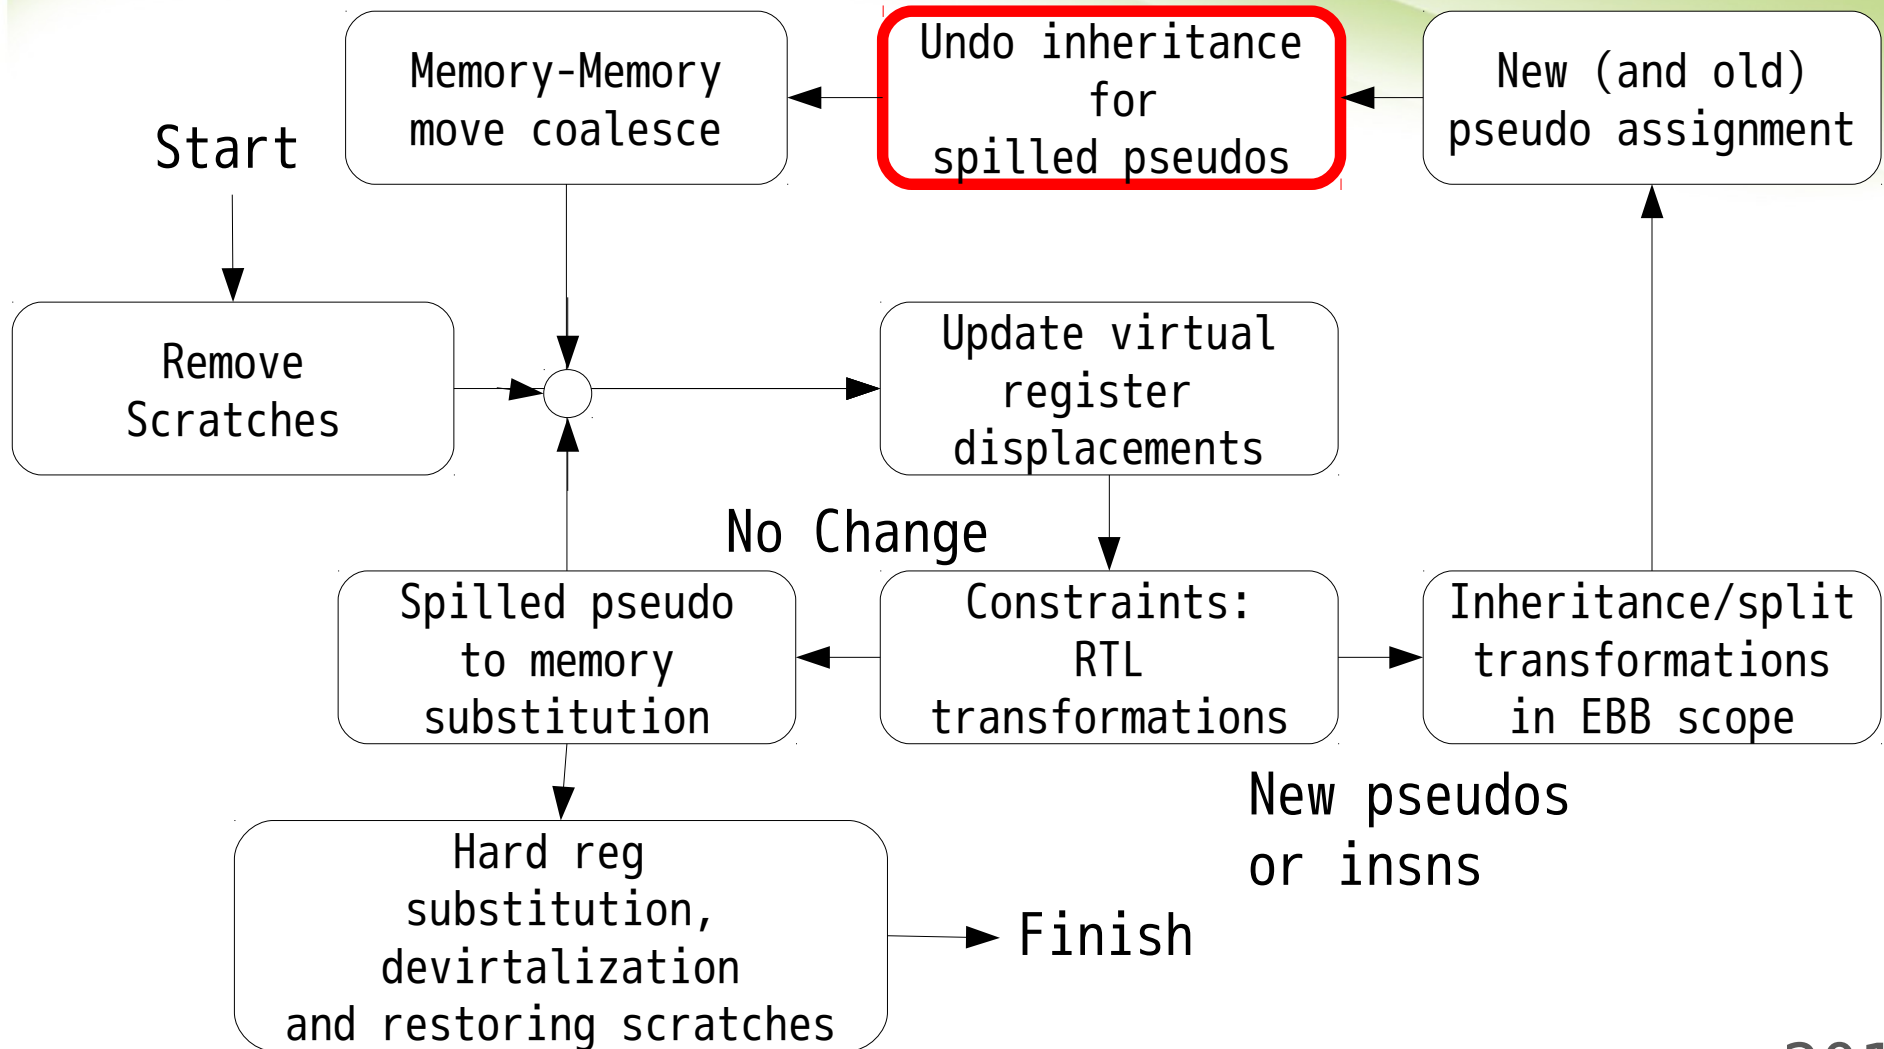 Memory-Memory
move coalesce
Undo inheritance
for
spilled pseudos
New (and old)
pseudo assignment
Start
Remove
Scratches
Update virtual
register
displacements
No Change
Spilled pseudo
to memory
substitution
Constraints:
RTL
transformations
Inheritance/split
transformations
in EBB scope
New pseudos
or insns
Hard reg
substitution,
devirtalization
and restoring scratches
Finish